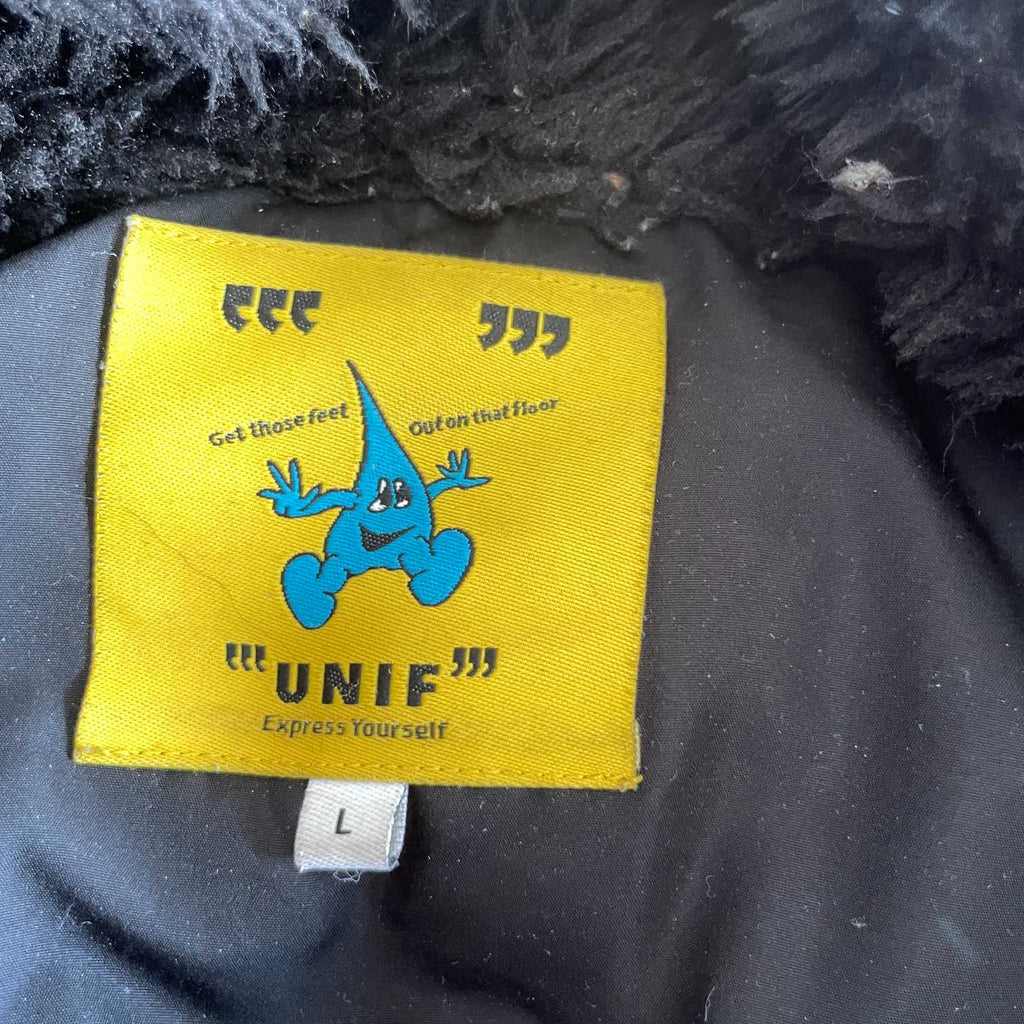 Get those feet Out on that floor
"UNIF"
Express Yourself
L